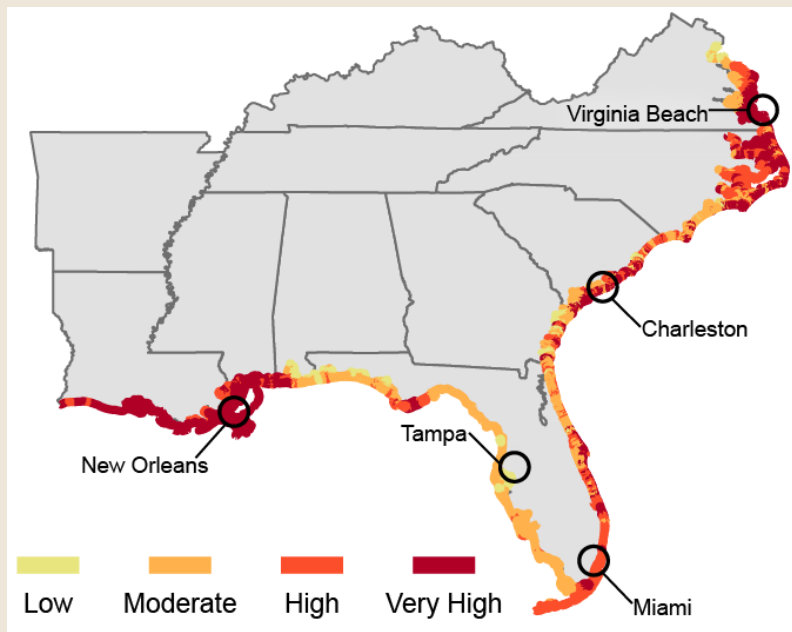 Virginia Beach
Charleston
Tampa
New Orleans
Miami
Low Moderate High Very High